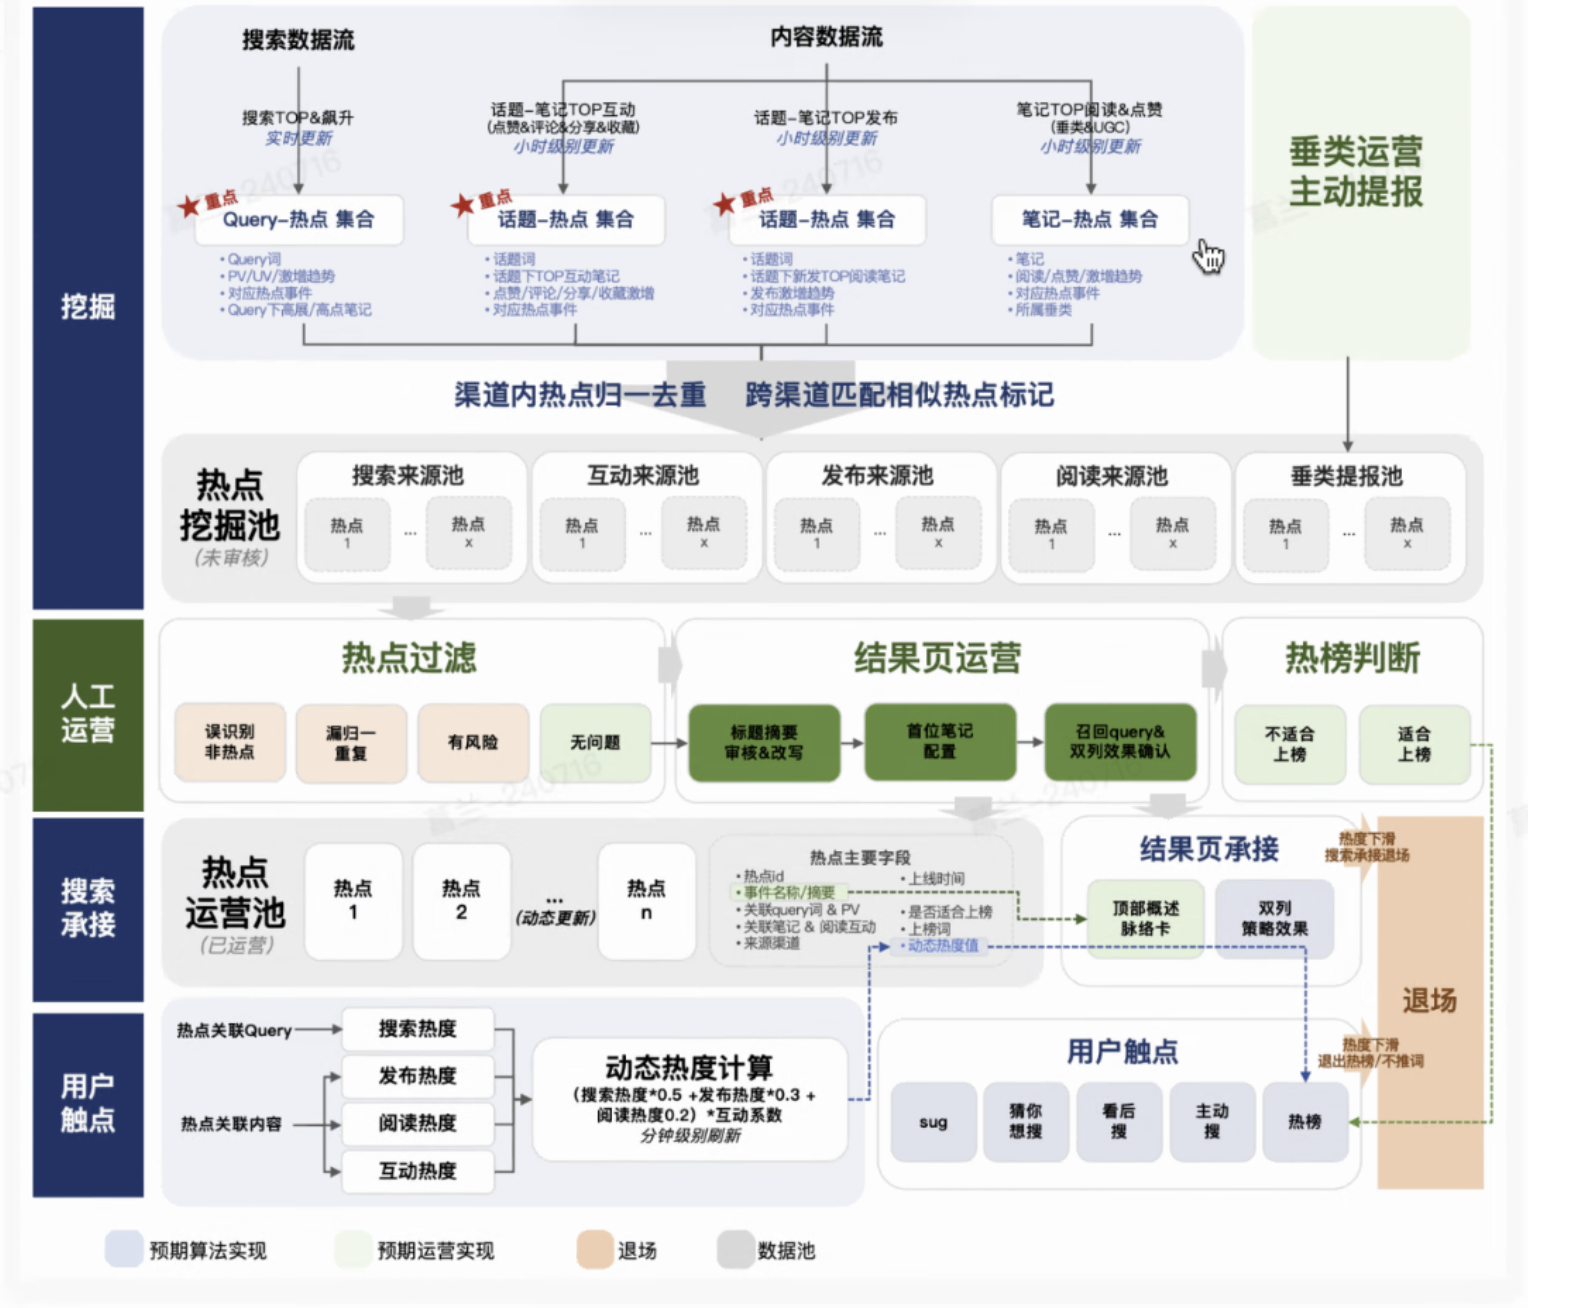 挖掘
搜索数据流
内容数据流
搜索TOP&飙升
实时更新
话题-笔记TOP互动
(点赞&评论&分享&收藏)
小时级别更新
话题-笔记TOP发布
小时级别更新
笔记TOP阅读&点赞
(垂类&UGC)
小时级别更新
重点
Query-热点 集合
重点
话题-热点 集合
重点
话题-热点 集合
笔记-热点 集合
•Query词
•PV/UV/激增趋势
•对应热点事件
•Query下高展/高点笔记
•话题词
•话题下TOP互动笔记
•点赞/评论/分享/收藏激增
•对应热点事件
•话题词
•话题下新发TOP阅读笔记
•发布激增趋势
•对应热点事件
•笔记
•阅读/点赞/激增趋势
•对应热点事件
•所属垂类
垂类运营
主动提报
渠道内热点归一去重
跨渠道匹配相似热点标记
热点
挖掘池
(未审核)
搜索来源池
热点
1
...
热点
x
互动来源池
热点
1
...
热点
x
发布来源池
热点
1
...
热点
x
阅读来源池
热点
1
...
热点
x
垂类提报池
热点
1
...
热点
x
人工
运营
热点过滤
误识别
非热点
漏归一
重复
有风险
无问题
结果页运营
标题摘要
审核&改写
首位笔记
配置
召回query&
双列效果确认
热榜判断
不适合
上榜
适合
上榜
搜索
承接
热点
运营池
(已运营)
热点
1
热点
2
...
(动态更新)
热点
n
热点主要字段
•热点id
•事件名称/摘要
•关联query词 & PV
•关联笔记 & 阅读互动
•来源渠道
•上线时间
•是否适合上榜
•上榜词
•动态热度值
结果页承接
顶部概述
脉络卡
双列
策略效果
热度下滑
搜索承接退场
退场
用户
触点
热点关联Query
热点关联内容
搜索热度
发布热度
阅读热度
互动热度
动态热度计算
(搜索热度*0.5 +发布热度*0.3 +
阅读热度0.2) *互动系数
分钟级别刷新
用户触点
sug
猜你
想搜
看后
搜
主动
搜
热榜
热度下滑
退出热榜/不推词
预期算法实现
预期运营实现
退场
数据池